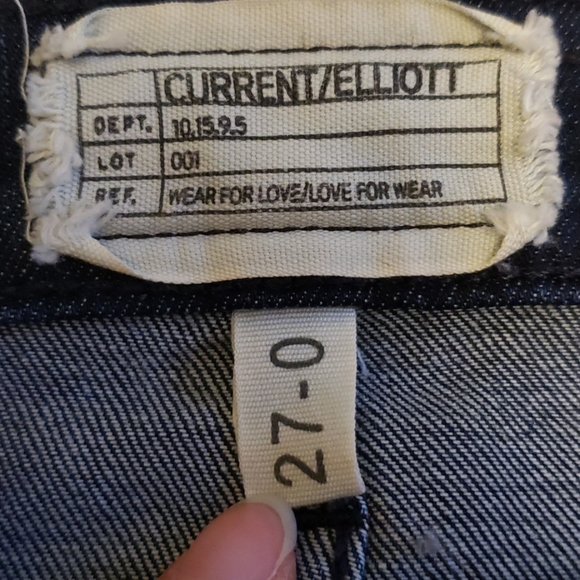 CURRENT/ELLIOTT
DEPT. 10.15.9.5
LOT 001
REF. WEAR FOR LOVE/LOVE FOR WEAR
27-0